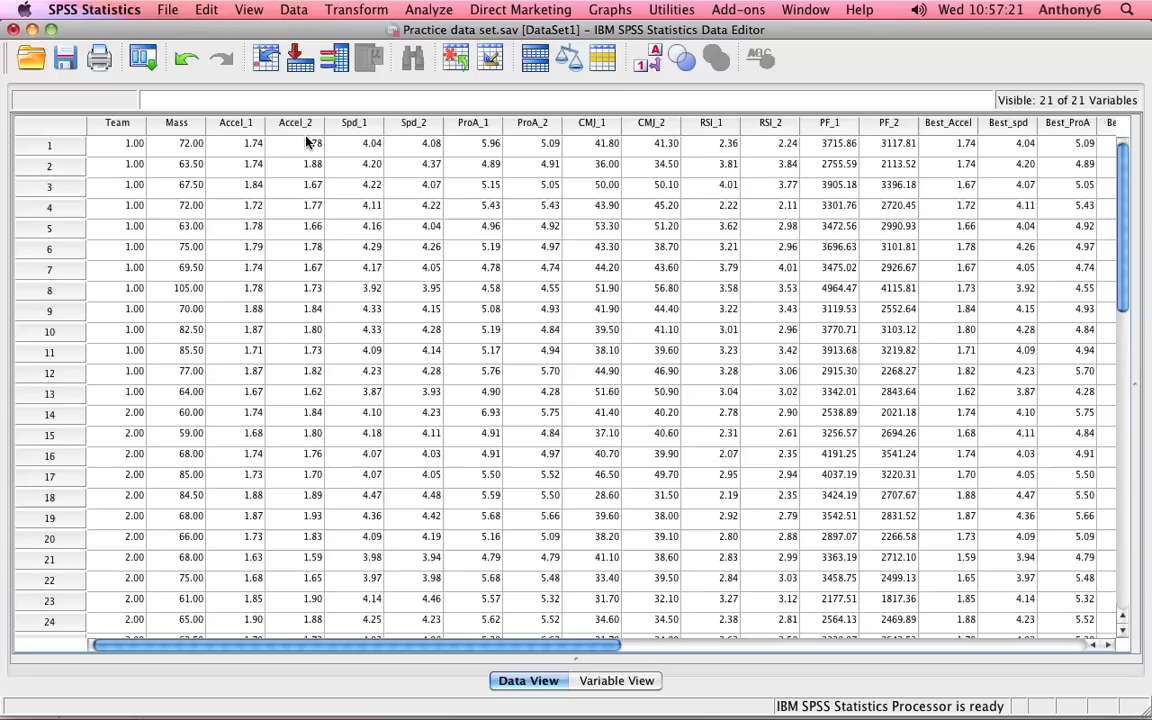 SPSS Statistics File Edit View Data Transform Analyze Direct Marketing Graphs Utilities Add-ons Window Help Wed 10:57:21 Anthony6
Practice data set.sav [DataSet1] – IBM SPSS Statistics Data Editor
A
1
ABC
Visible: 21 of 21 Variables
Team Mass Accel_1 Accel_2 Spd_1 Spd_2 ProA_1 ProA_2 CMJ_1 CMJ_2 RSI_1 RSI_2 PF_1 PF_2 Best_Accel Best_spd Best_ProA Be
1 1.00 72.00 1.74 78 4.04 4.08 5.96 5.09 41.80 41.30 2.36 2.24 3715.86 3117.81 1.74 4.04 5.09
2 1.00 63.50 1.74 1.88 4.20 4.37 4.89 4.91 36.00 34.50 3.81 3.84 2755.59 2113.52 1.74 4.20 4.89
3 1.00 67.50 1.84 1.67 4.22 4.07 5.15 5.05 50.00 50.10 4.01 3.77 3905.18 3396.18 1.67 4.07 5.05
4 1.00 72.00 1.72 1.77 4.11 4.22 5.43 5.43 43.90 45.20 2.22 2.11 3301.76 2720.45 1.72 4.11 5.43
5 1.00 63.00 1.78 1.66 4.16 4.04 4.96 4.92 53.30 51.20 3.62 2.98 3472.56 2990.93 1.66 4.04 4.92
6 1.00 75.00 1.79 1.78 4.29 4.26 5.19 4.97 43.30 38.70 3.21 2.96 3696.63 3101.81 1.78 4.26 4.97
7 1.00 69.50 1.74 1.67 4.17 4.05 4.78 4.74 44.20 43.60 3.79 4.01 3475.02 2926.67 1.67 4.05 4.74
8 1.00 105.00 1.78 1.73 3.92 3.95 4.58 4.55 51.90 56.80 3.58 3.53 4964.47 4115.81 1.73 3.92 4.55
9 1.00 70.00 1.88 1.84 4.33 4.15 5.08 4.93 41.90 44.40 3.22 3.43 3119.53 2552.64 1.84 4.15 4.93
10 1.00 82.50 1.87 1.80 4.33 4.28 5.19 4.84 39.50 41.10 3.01 2.96 3770.71 3103.12 1.80 4.28 4.84
11 1.00 85.50 1.71 1.73 4.09 4.14 5.17 4.94 38.10 39.60 3.23 3.42 3913.68 3219.82 1.71 4.09 4.94
12 1.00 77.00 1.87 1.82 4.23 4.28 5.76 5.70 44.90 46.90 3.28 3.06 2915.30 2268.27 1.82 4.23 5.70
13 1.00 64.00 1.67 1.62 3.87 3.93 4.90 4.28 51.60 50.90 3.04 3.02 3342.01 2843.64 1.62 3.87 4.28
14 2.00 60.00 1.74 1.84 4.10 4.23 6.93 5.75 41.40 40.20 2.78 2.90 2538.89 2021.18 1.74 4.10 5.75
15 2.00 59.00 1.68 1.80 4.18 4.11 4.91 4.84 37.10 40.60 2.31 2.61 3256.57 2694.26 1.68 4.11 4.84
16 2.00 68.00 1.74 1.76 4.07 4.03 4.91 4.97 40.70 39.90 2.07 2.35 4191.25 3541.24 1.74 4.03 4.91
17 2.00 85.00 1.73 1.70 4.07 4.05 5.50 5.52 46.50 49.70 2.95 2.94 4037.19 3220.31 1.70 4.05 5.50
18 2.00 84.50 1.88 1.89 4.47 4.48 5.59 5.50 28.60 31.50 2.19 2.35 3424.19 2707.67 1.88 4.47 5.50
19 2.00 68.00 1.87 1.93 4.36 4.42 5.68 5.66 39.60 38.00 2.92 2.79 3542.51 2831.52 1.87 4.36 5.66
20 2.00 66.00 1.73 1.83 4.09 4.19 5.16 5.09 38.20 39.10 2.80 2.88 2897.07 2266.58 1.73 4.09 5.09
21 2.00 68.00 1.63 1.59 3.98 3.94 4.79 4.79 41.10 38.60 2.83 2.99 3363.19 2712.10 1.59 3.94 4.79
22 2.00 75.00 1.68 1.65 3.97 3.98 5.68 5.48 33.40 39.50 2.84 3.03 3458.75 2499.13 1.65 3.97 5.48
23 2.00 61.00 1.85 1.90 4.14 4.46 5.57 5.32 31.70 32.10 3.27 3.12 2177.51 1817.36 1.85 4.14 5.32
24 2.00 65.00 1.90 1.88 4.25 4.23 5.62 5.52 34.60 34.50 2.38 2.81 2564.13 2469.89 1.88 4.23 5.52
Data View Variable View
IBM SPSS Statistics Processor is ready